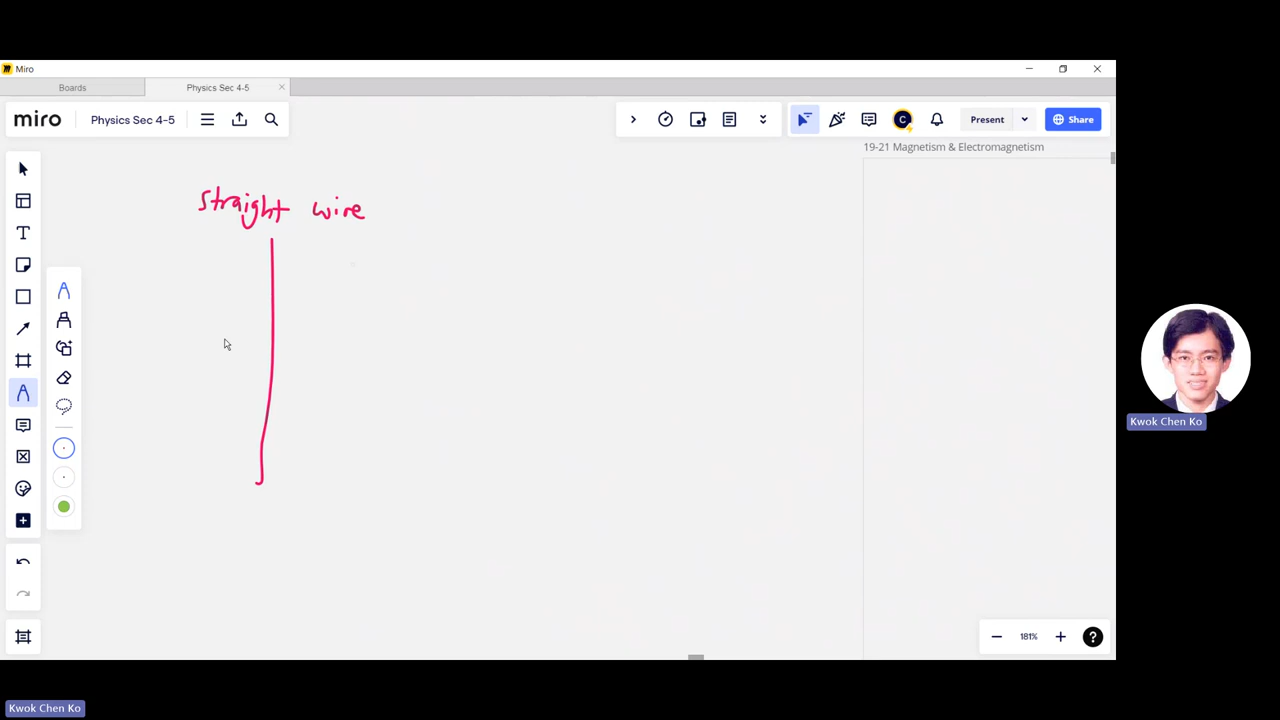 Miro
Boards
Physics Sec 4-5
miro
Physics Sec 4-5
Present
C
Share
19-21 Magnetism & Electromagnetism
straight wire
T
181%
?
Kwok Chen Ko
Kwok Chen Ko